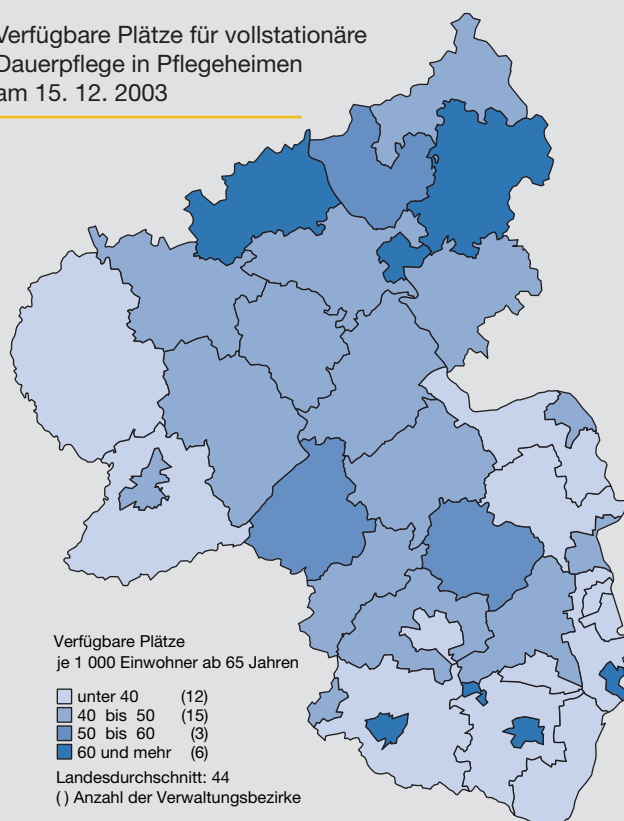 Verfügbare Plätze für vollstationäre
Dauerpflege in Pflegeheimen
am 15. 12. 2003
Verfügbare Plätze
je 1 000 Einwohner ab 65 Jahren
unter 40 (12)
40 bis 50 (15)
50 bis 60 (3)
60 und mehr (6)
Landesdurchschnitt: 44
( ) Anzahl der Verwaltungsbezirke